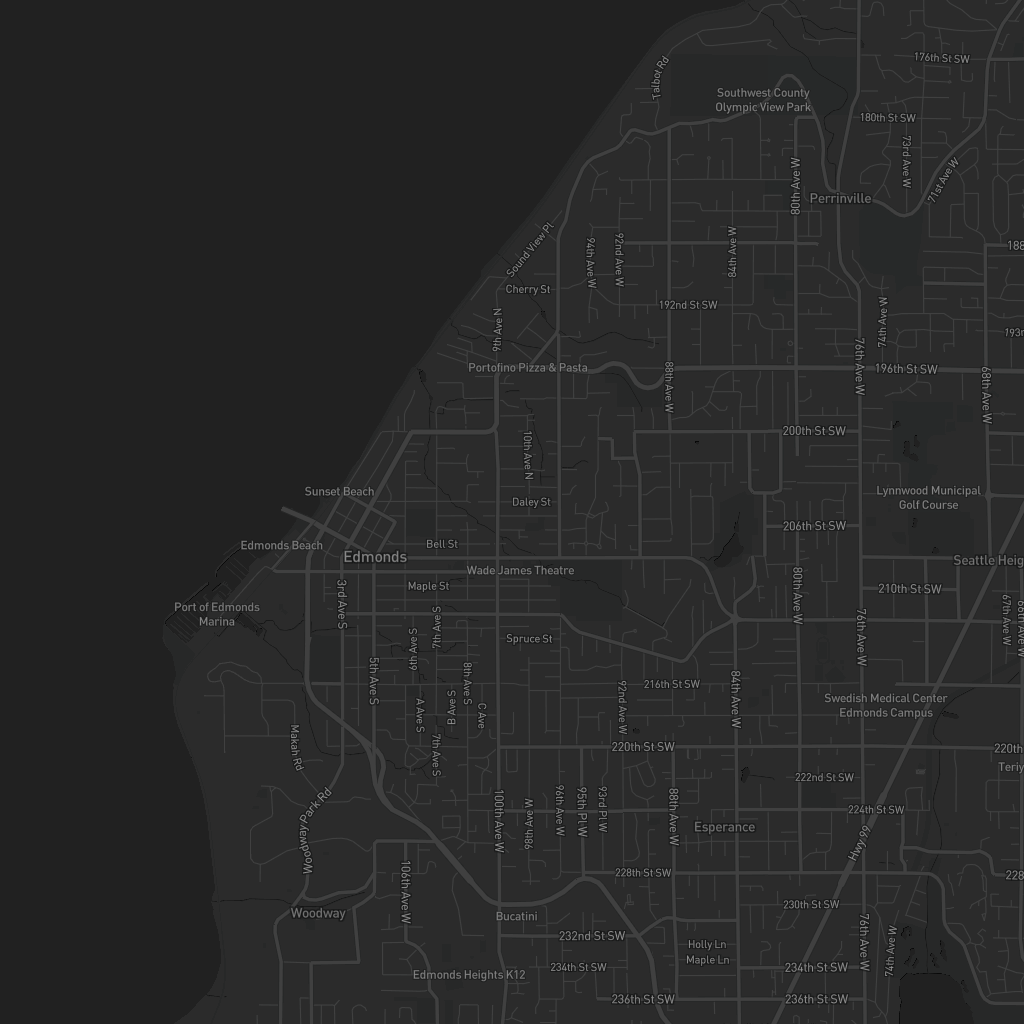 176th St SW
Talbot Rd
Southwest County
Olympic View Park
180th St SW
73rd Ave W
71st Ave W
80th Ave W
Perrinville
Sound View Pl
94th Ave W
92nd Ave W
84th Ave W
188
Cherry St
192nd St SW
74th Ave W
9th Ave N
193r
Portofino Pizza & Pasta
88th Ave W
76th Ave W
196th St SW
68th Ave W
10th Ave N
200th St SW
Sunset Beach
Daley St
Lynnwood Municipal
Golf Course
206th St SW
Edmonds Beach
Bell St
Edmonds
Wade James Theatre
Seattle Heig
3rd Ave S
Maple St
80th Ave W
210th St SW
67th Ave W
66th Ave W
Port of Edmonds
Marina
7th Ave S
6th Ave S
Spruce St
76th Ave W
5th Ave S
8th Ave S
216th St SW
84th Ave W
A Ave S
B Ave S
C Ave
92nd Ave W
Swedish Medical Center
Edmonds Campus
Makah Rd
7th Ave S
220th St SW
220th
Teriy
222nd St SW
Woodway Park Rd
100th Ave W
98th Ave W
96th Ave W
95th Pl W
93rd Pl W
88th Ave W
224th St SW
Esperance
Hwy 99
106th Ave W
228th St SW
228
Woodway
Bucatini
230th St SW
232nd St SW
76th Ave W
74th Ave W
Holly Ln
Maple Ln
Edmonds Heights K12
234th St SW
234th St SW
236th St SW
236th St SW